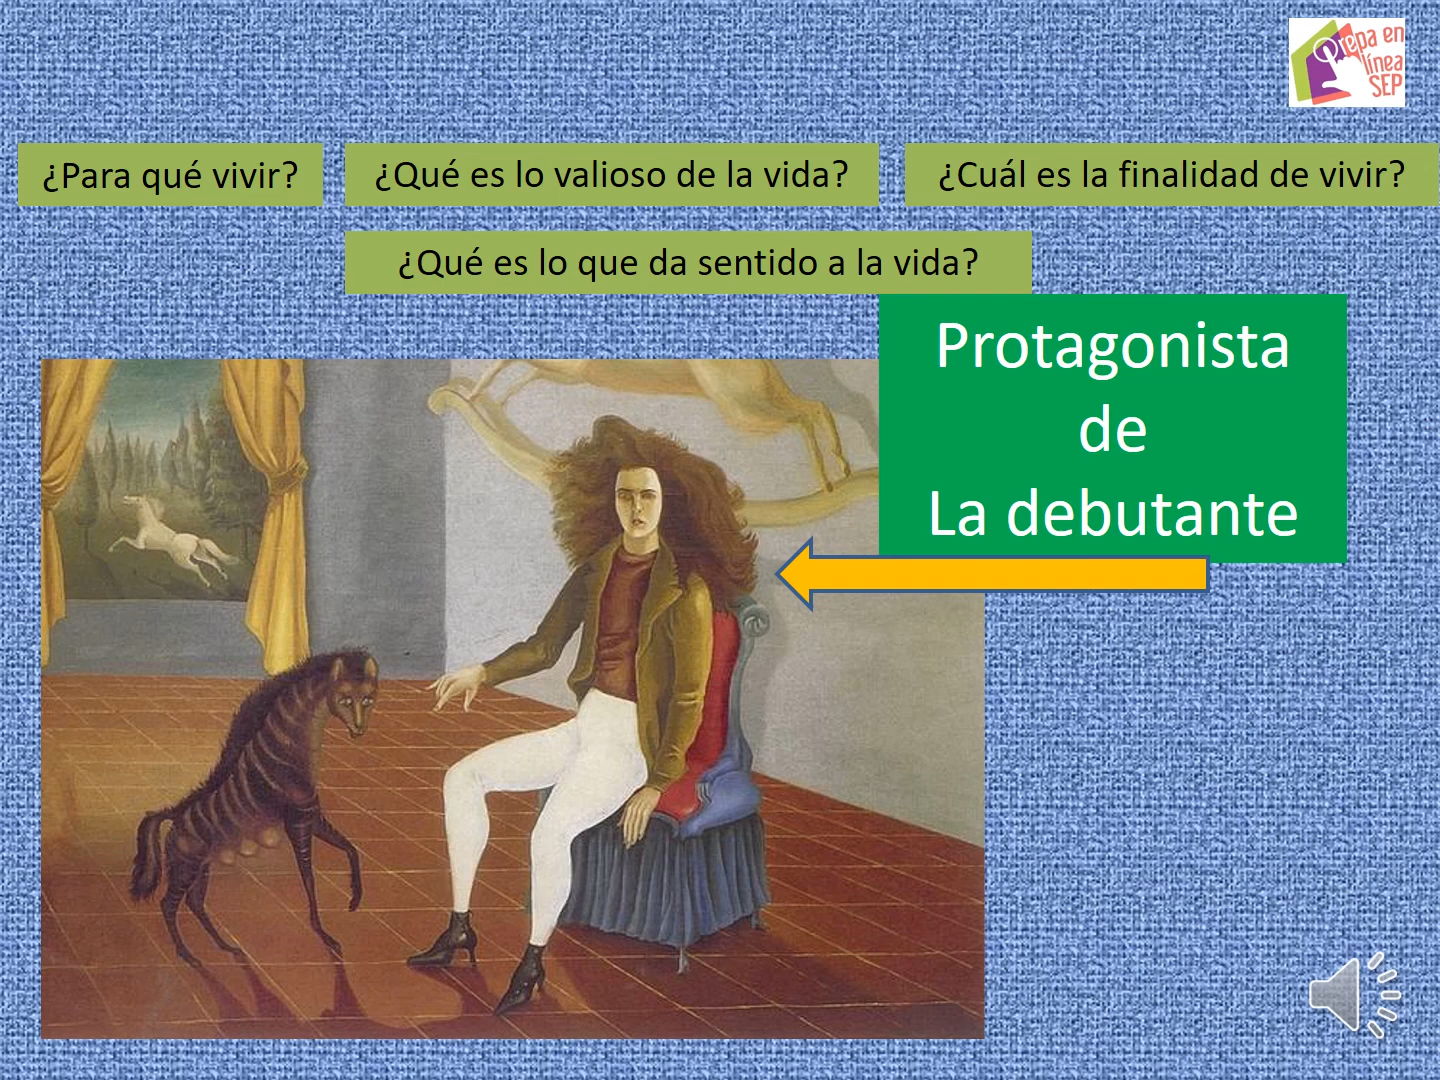 Prepa en
línea
SEP
¿Para qué vivir?
¿Qué es lo valioso de la vida?
¿Cuál es la finalidad de vivir?
¿Qué es lo que da sentido a la vida?
Protagonista
de
La debutante